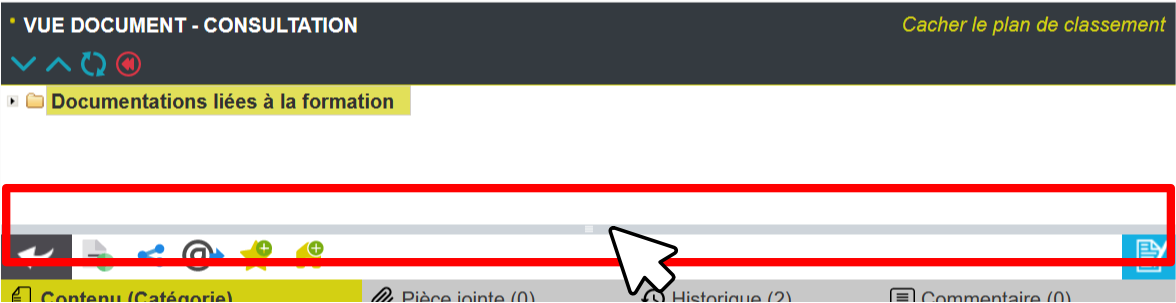 VUE DOCUMENT - CONSULTATION
Cacher le plan de classement
Documentations liées à la formation
Contenu (Catégorie)
Pièce jointe (0)
Historique (2)
Commentaire (0)